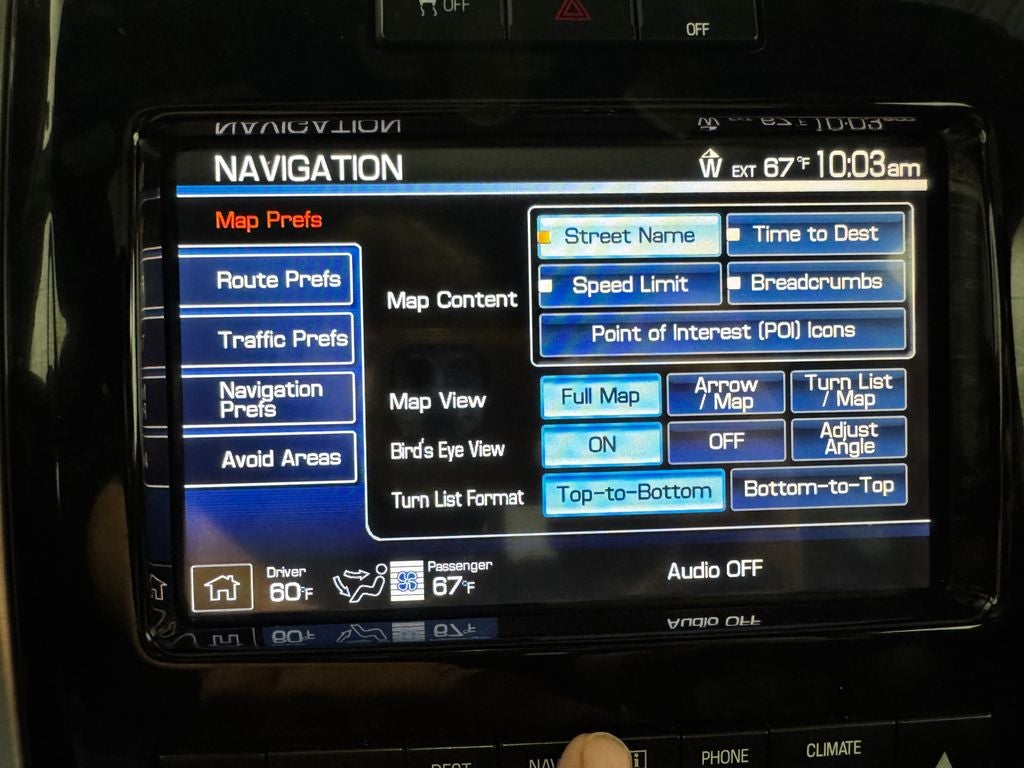 OFF
OFF
NAVIGATION
W EXT 67°F 10:03am
Map Prefs
Route Prefs
Traffic Prefs
Navigation
Prefs
Avoid Areas
Map Content
Street Name
Time to Dest
Speed Limit
Breadcrumbs
Point of Interest (POI) Icons
Map View
Full Map
Arrow
/ Map
Turn List
/ Map
Bird's Eye View
ON
OFF
Adjust
Angle
Turn List Format
Top-to-Bottom
Bottom-to-Top
Driver
60°F
Passenger
67°F
Audio OFF
DEST
NAV
i
PHONE
CLIMATE